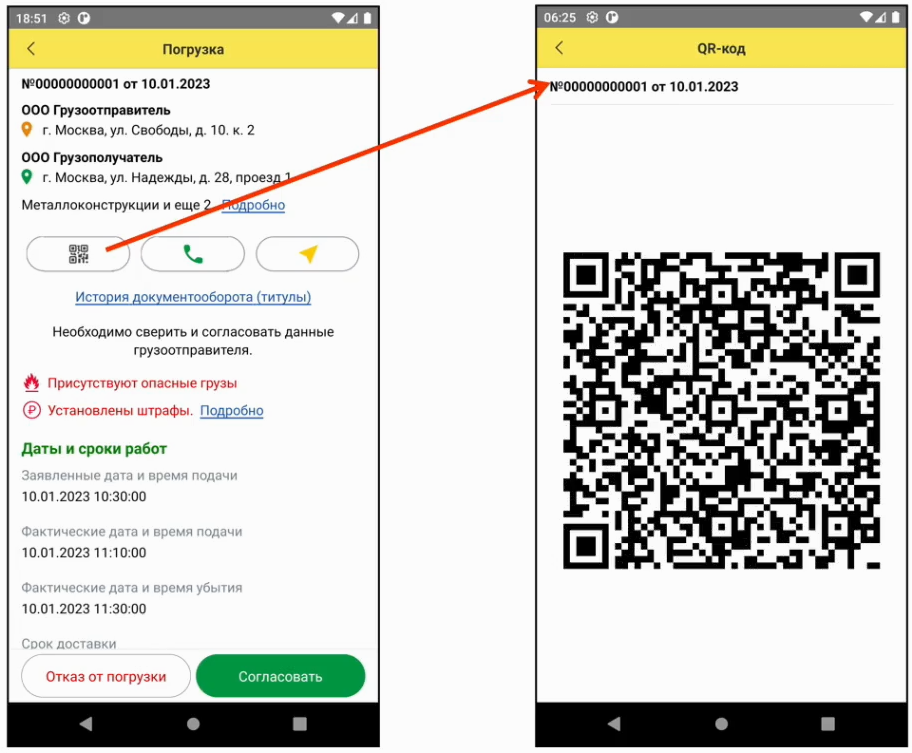 18:51
Погрузка
№00000000001 от 10.01.2023
ООО Грузоотправитель
г. Москва, ул. Свободы, д. 10. к. 2
ООО Грузополучатель
г. Москва, ул. Надежды, д. 28, проезд 1
Металлоконструкции и еще 2 Подробно
История документооборота (титулы)
Необходимо сверить и согласовать данные
грузоотправителя.
Присутствуют опасные грузы
Установлены штрафы. Подробно
Даты и сроки работ
Заявленные дата и время подачи
10.01.2023 10:30:00
Фактические дата и время подачи
10.01.2023 11:10:00
Фактические дата и время убытия
10.01.2023 11:30:00
Срок доставки
Отказ от погрузки
Согласовать
06:25
QR-код
№00000000001 от 10.01.2023